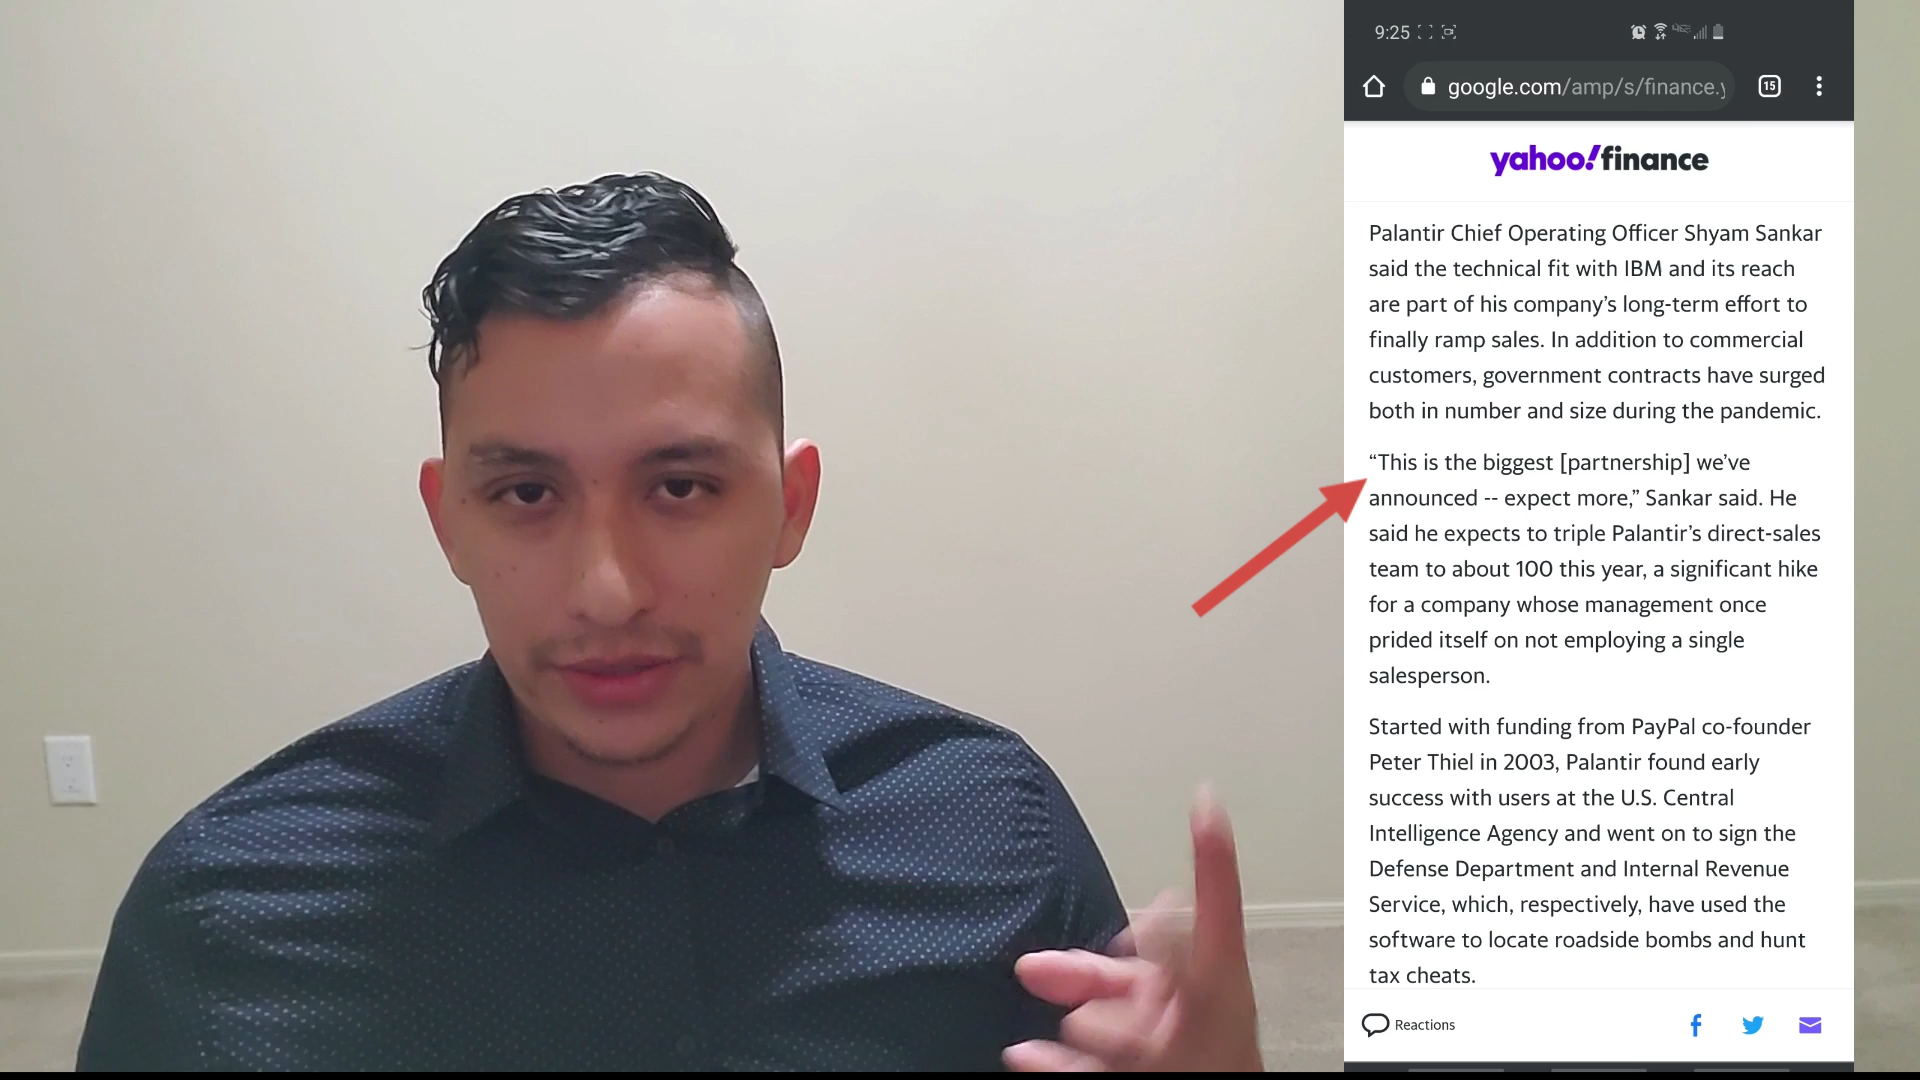 9:25
google.com/amp/s/finance.y
15
yahoo!finance
Palantir Chief Operating Officer Shyam Sankar
said the technical fit with IBM and its reach
are part of his company’s long-term effort to
finally ramp sales. In addition to commercial
customers, government contracts have surged
both in number and size during the pandemic.
“This is the biggest [partnership] we’ve
announced -- expect more,” Sankar said. He
said he expects to triple Palantir’s direct-sales
team to about 100 this year, a significant hike
for a company whose management once
prided itself on not employing a single
salesperson.
Started with funding from PayPal co-founder
Peter Thiel in 2003, Palantir found early
success with users at the U.S. Central
Intelligence Agency and went on to sign the
Defense Department and Internal Revenue
Service, which, respectively, have used the
software to locate roadside bombs and hunt
tax cheats.
Reactions